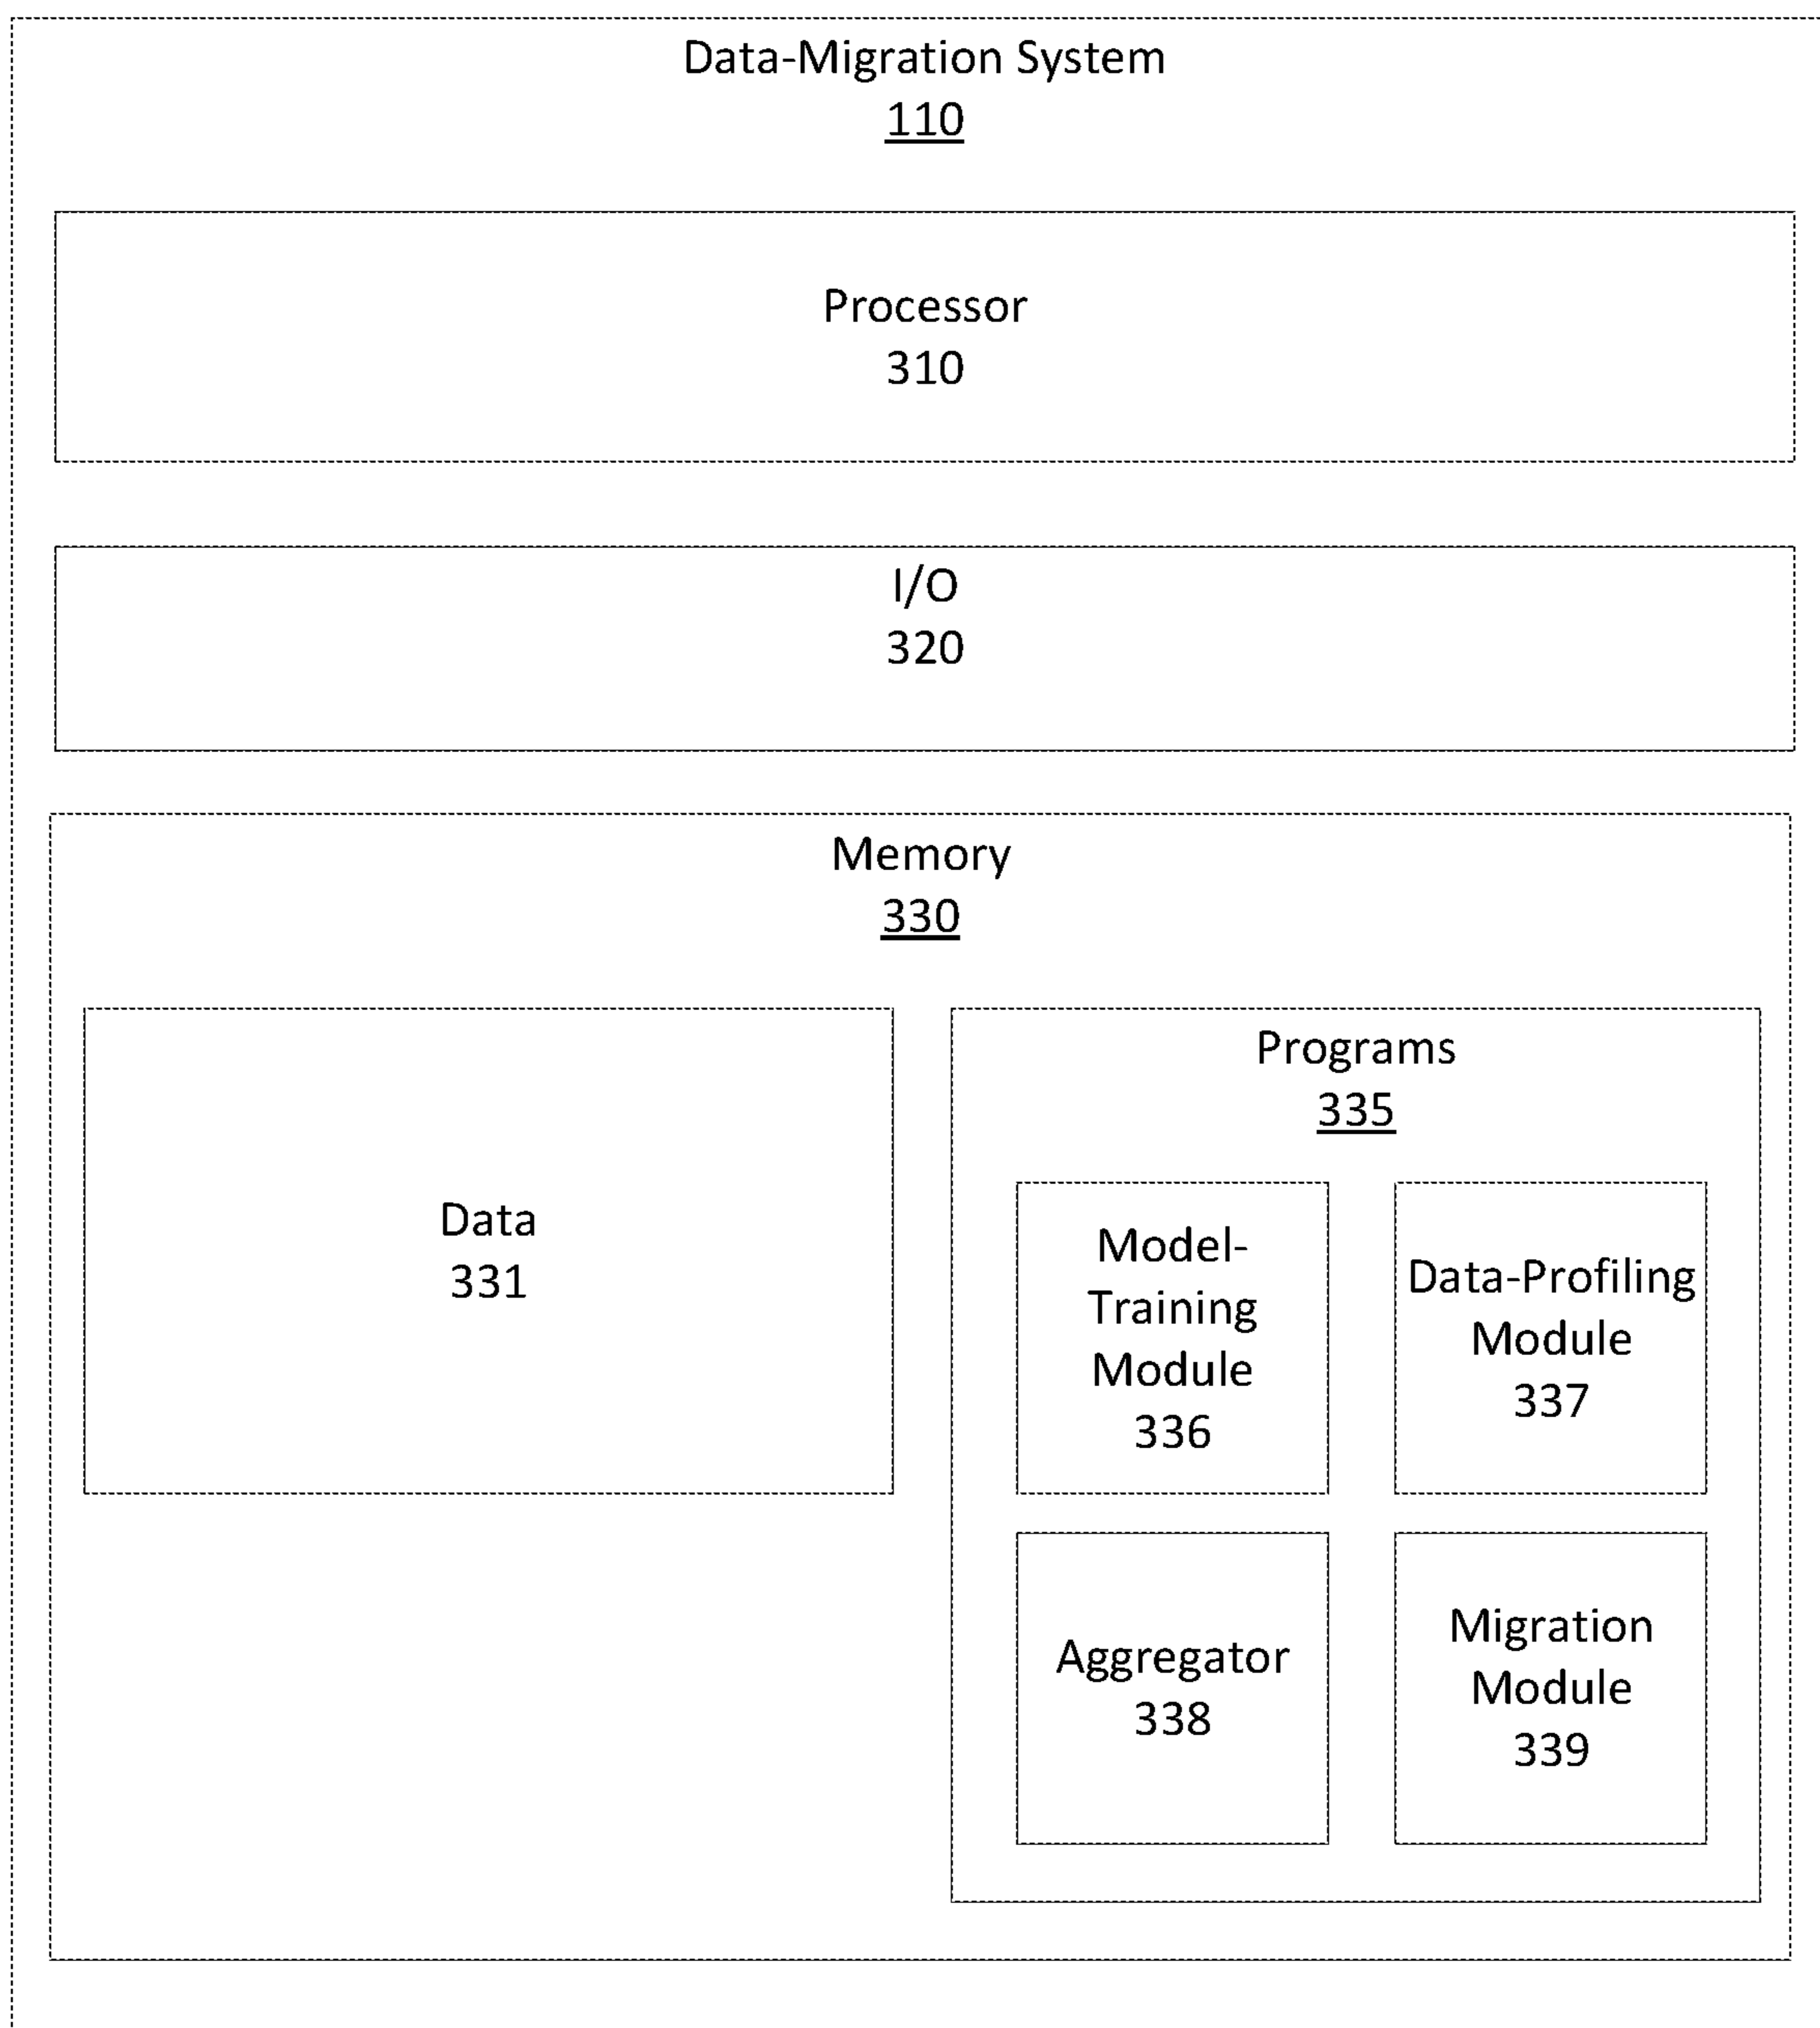 Data-Migration System
110
Processor
310
I/O
320
Memory
330
Data
331
Programs
335
Model-
Training
Module
336
Data-Profiling
Module
337
Aggregator
338
Migration
Module
339